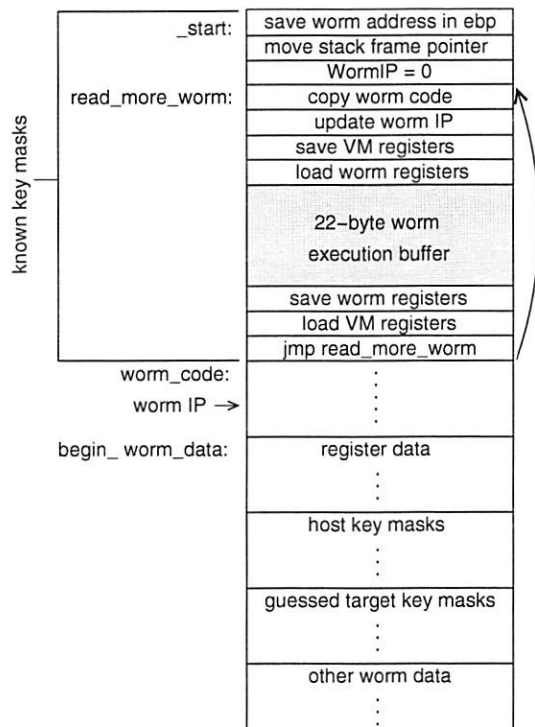 _start:
save worm address in ebp
move stack frame pointer
WormIP = 0
read_more_worm:
copy worm code
update worm IP
save VM registers
load worm registers
known key masks
22-byte worm
execution buffer
save worm registers
load VM registers
jmp read_more_worm
worm_code:
worm IP
begin_ worm_data:
register data
host key masks
guessed target key masks
other worm data